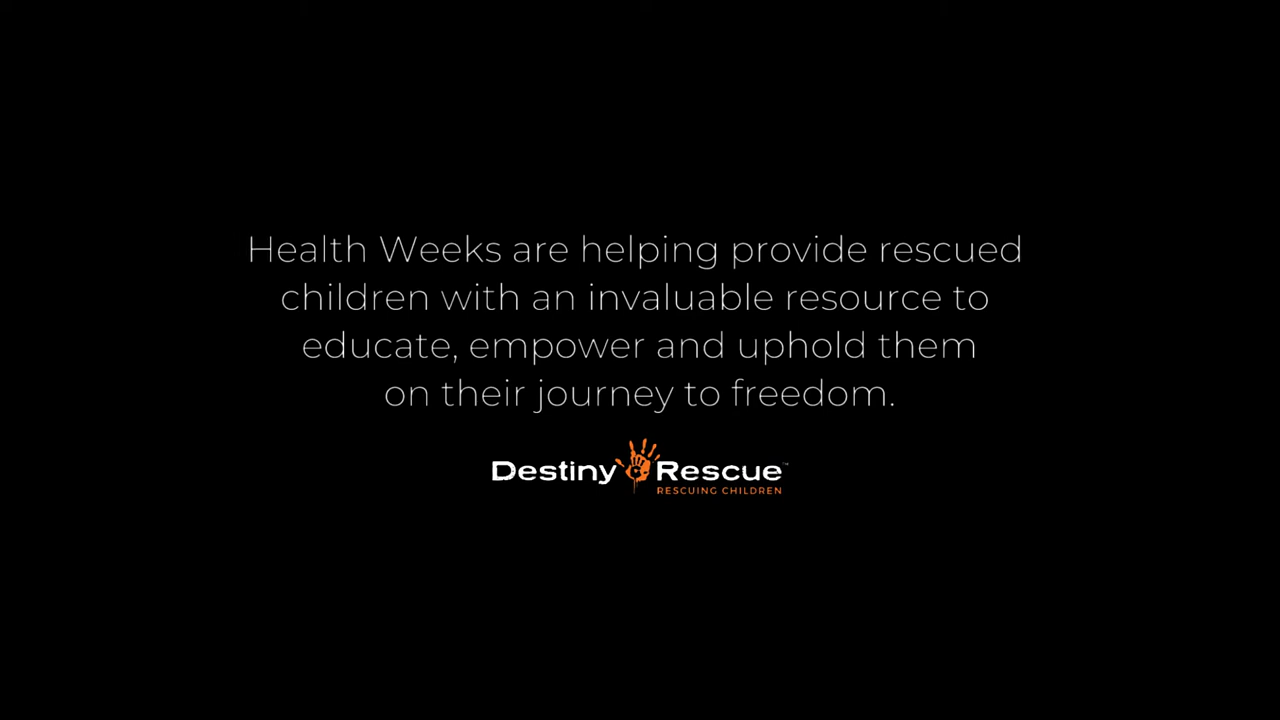 Health Weeks are helping provide rescued
children with an invaluable resource to
educate, empower and uphold them
on their journey to freedom.
Destiny Rescue™
RESCUING CHILDREN